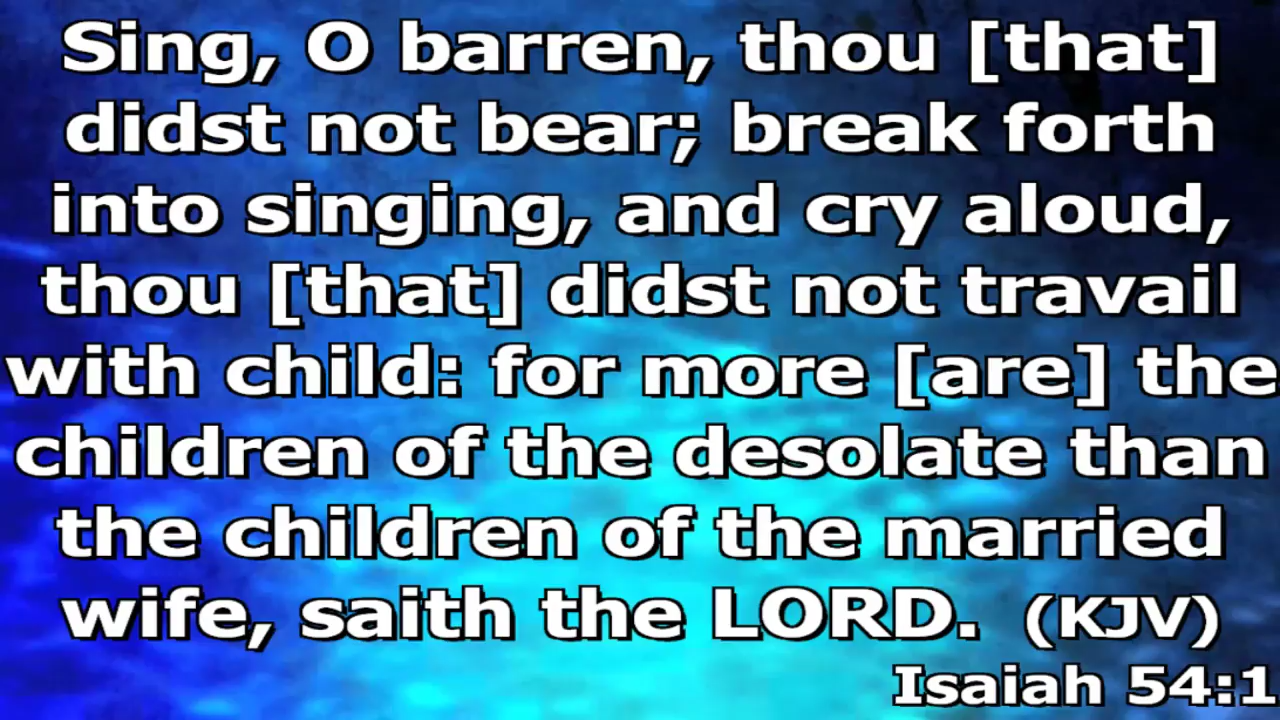 Sing, O barren, thou [that]
didst not bear; break forth
into singing, and cry aloud,
thou [that] didst not travail
with child: for more [are] the
children of the desolate than
the children of the married
wife, saith the LORD. (KJV)
Isaiah 54:1